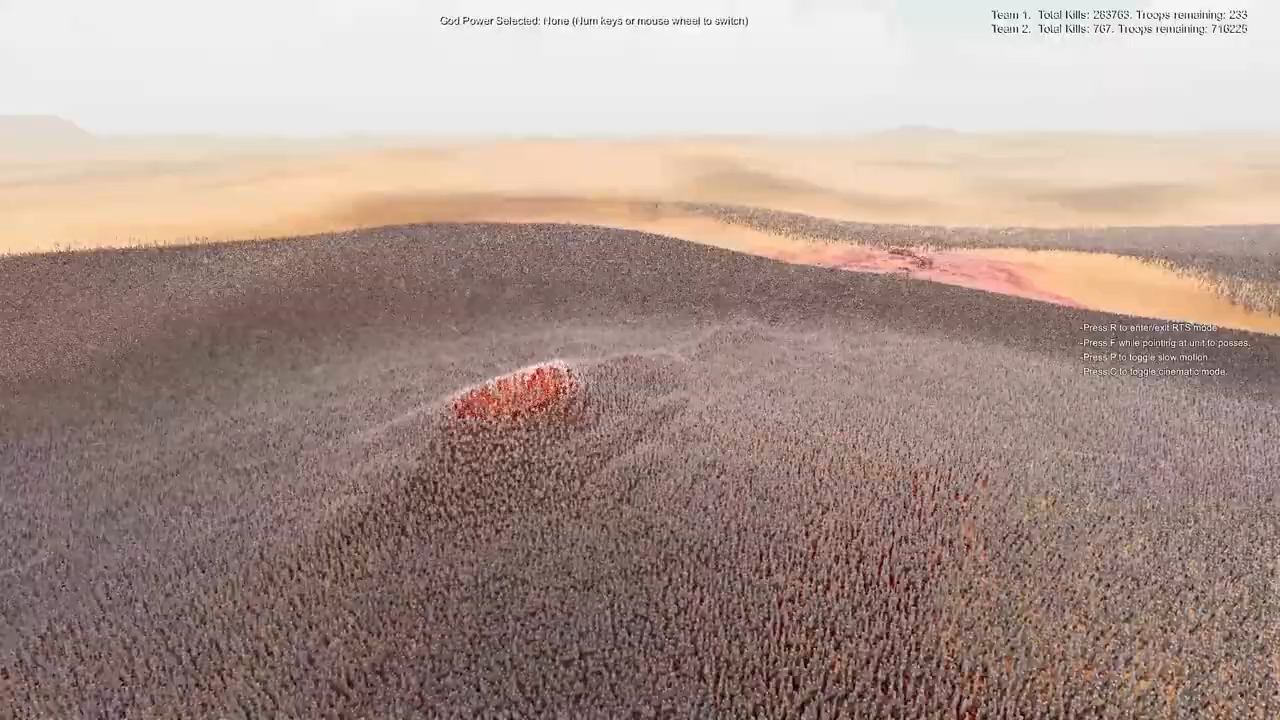 God Power Selected: None (Num keys or mouse wheel to switch)
Team 1. Total Kills: 263763. Troops remaining: 233
Team 2. Total Kills: 767. Troops remaining: 716225
-Press R to enter/exit RTS mode.
-Press F while pointing at unit to posses.
-Press P to toggle slow motion.
-Press C to toggle cinematic mode.